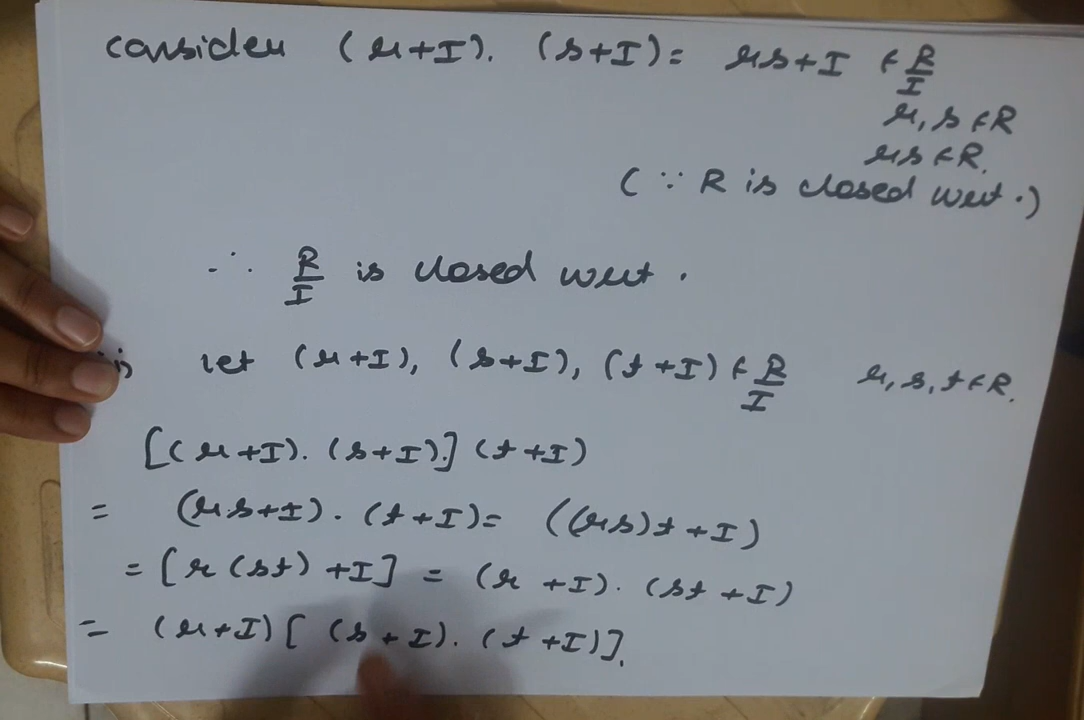 consider (r+I). (s+I)= rs+I ∈ R/I
r, s ∈ R
rs ∈ R.
( ∵ R is closed wrt ·)
∴ R/I is closed wrt ·
let (r+I), (s+I), (t+I) ∈ R/I r, s, t ∈ R.
[(r+I). (s+I).] (t+I)
= (rs+I). (t+I)= ((rs)t+I)
= [r (st) +I] = (r +I). (st +I)
= (r+I) [ (s+I). (t+I)].